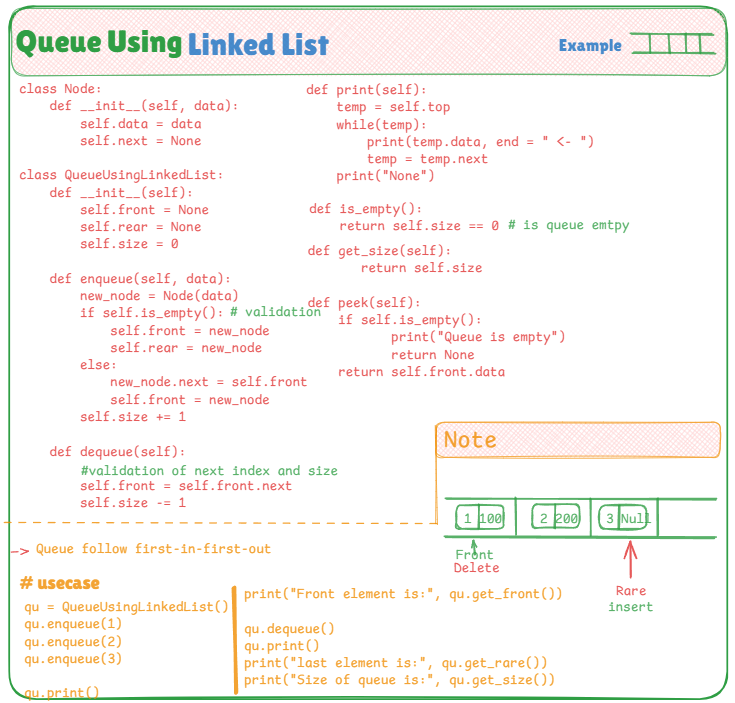 Queue Using Linked List
Example
class Node:
    def __init__(self, data):
        self.data = data
        self.next = None
class QueueUsingLinkedList:
    def __init__(self):
        self.front = None
        self.rear = None
        self.size = 0
    def enqueue(self, data):
        new_node = Node(data)
        if self.is_empty(): # validation
            self.front = new_node
            self.rear = new_node
        else:
            new_node.next = self.front
            self.front = new_node
        self.size += 1
    def dequeue(self):
        #validation of next index and size
        self.front = self.front.next
        self.size -= 1
def print(self):
    temp = self.top
    while(temp):
        print(temp.data, end = " <- ")
        temp = temp.next
    print("None")
def is_empty():
    return self.size == 0 # is queue emtpy
def get_size(self):
    return self.size
def peek(self):
    if self.is_empty():
        print("Queue is empty")
        return None
    return self.front.data
Note
1 100 2 200 3 Null
Front
Delete
Rare
insert
-> Queue follow first-in-first-out
# usecase
qu = QueueUsingLinkedList()
qu.enqueue(1)
qu.enqueue(2)
qu.enqueue(3)
qu.print()
print("Front element is:", qu.get_front())
qu.dequeue()
qu.print()
print("last element is:", qu.get_rare())
print("Size of queue is:", qu.get_size())